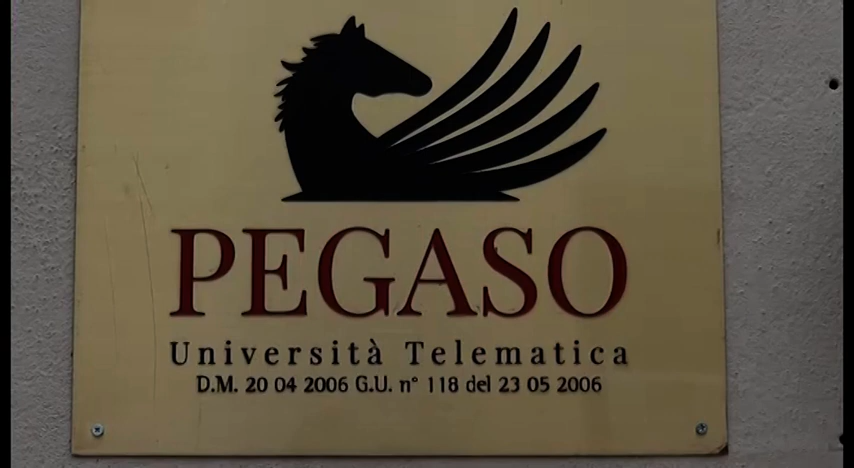 PEGASO
Università Telematica
D.M. 20 04 2006 G.U. n° 118 del 23 05 2006